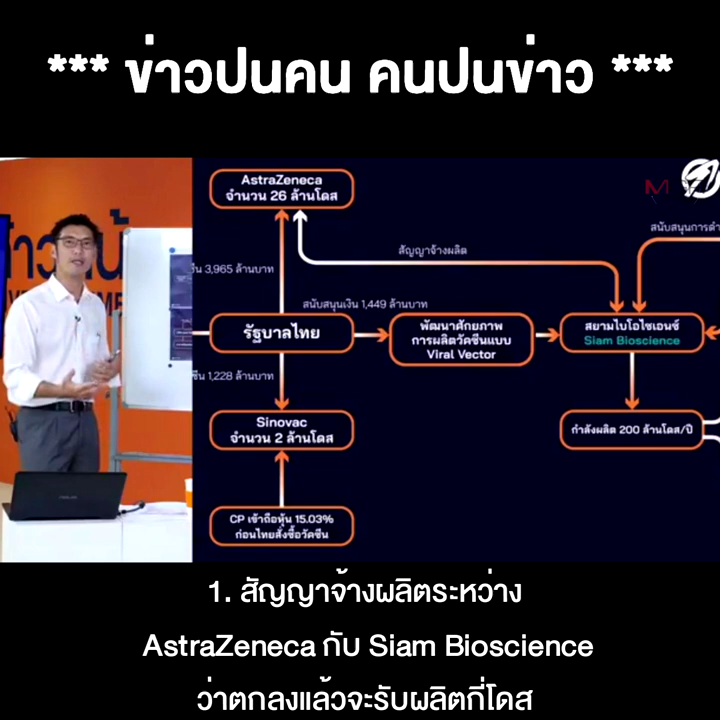 *** ข่าวปนคน คนปนข่าว ***
AstraZeneca
จำนวน 26 ล้านโดส
สนับสนุนการดำ
สัญญาจ้างผลิต
ซีน 3,965 ล้านบาท
สนับสนุนเงิน 1,449 ล้านบาท
รัฐบาลไทย
พัฒนาศักยภาพ
การผลิตวัคซีนแบบ
Viral Vector
สยามไบโอไซเอนซ์
Siam Bioscience
ซีน 1,228 ล้านบาท
Sinovac
จำนวน 2 ล้านโดส
กำลังผลิต 200 ล้านโดส/ปี
CP เข้าถือหุ้น 15.03%
ก่อนไทยสั่งซื้อวัคซีน
ASUS
1. สัญญาจ้างผลิตระหว่าง
AstraZeneca กับ Siam Bioscience
ว่าตกลงแล้วจะรับผลิตกี่โดส